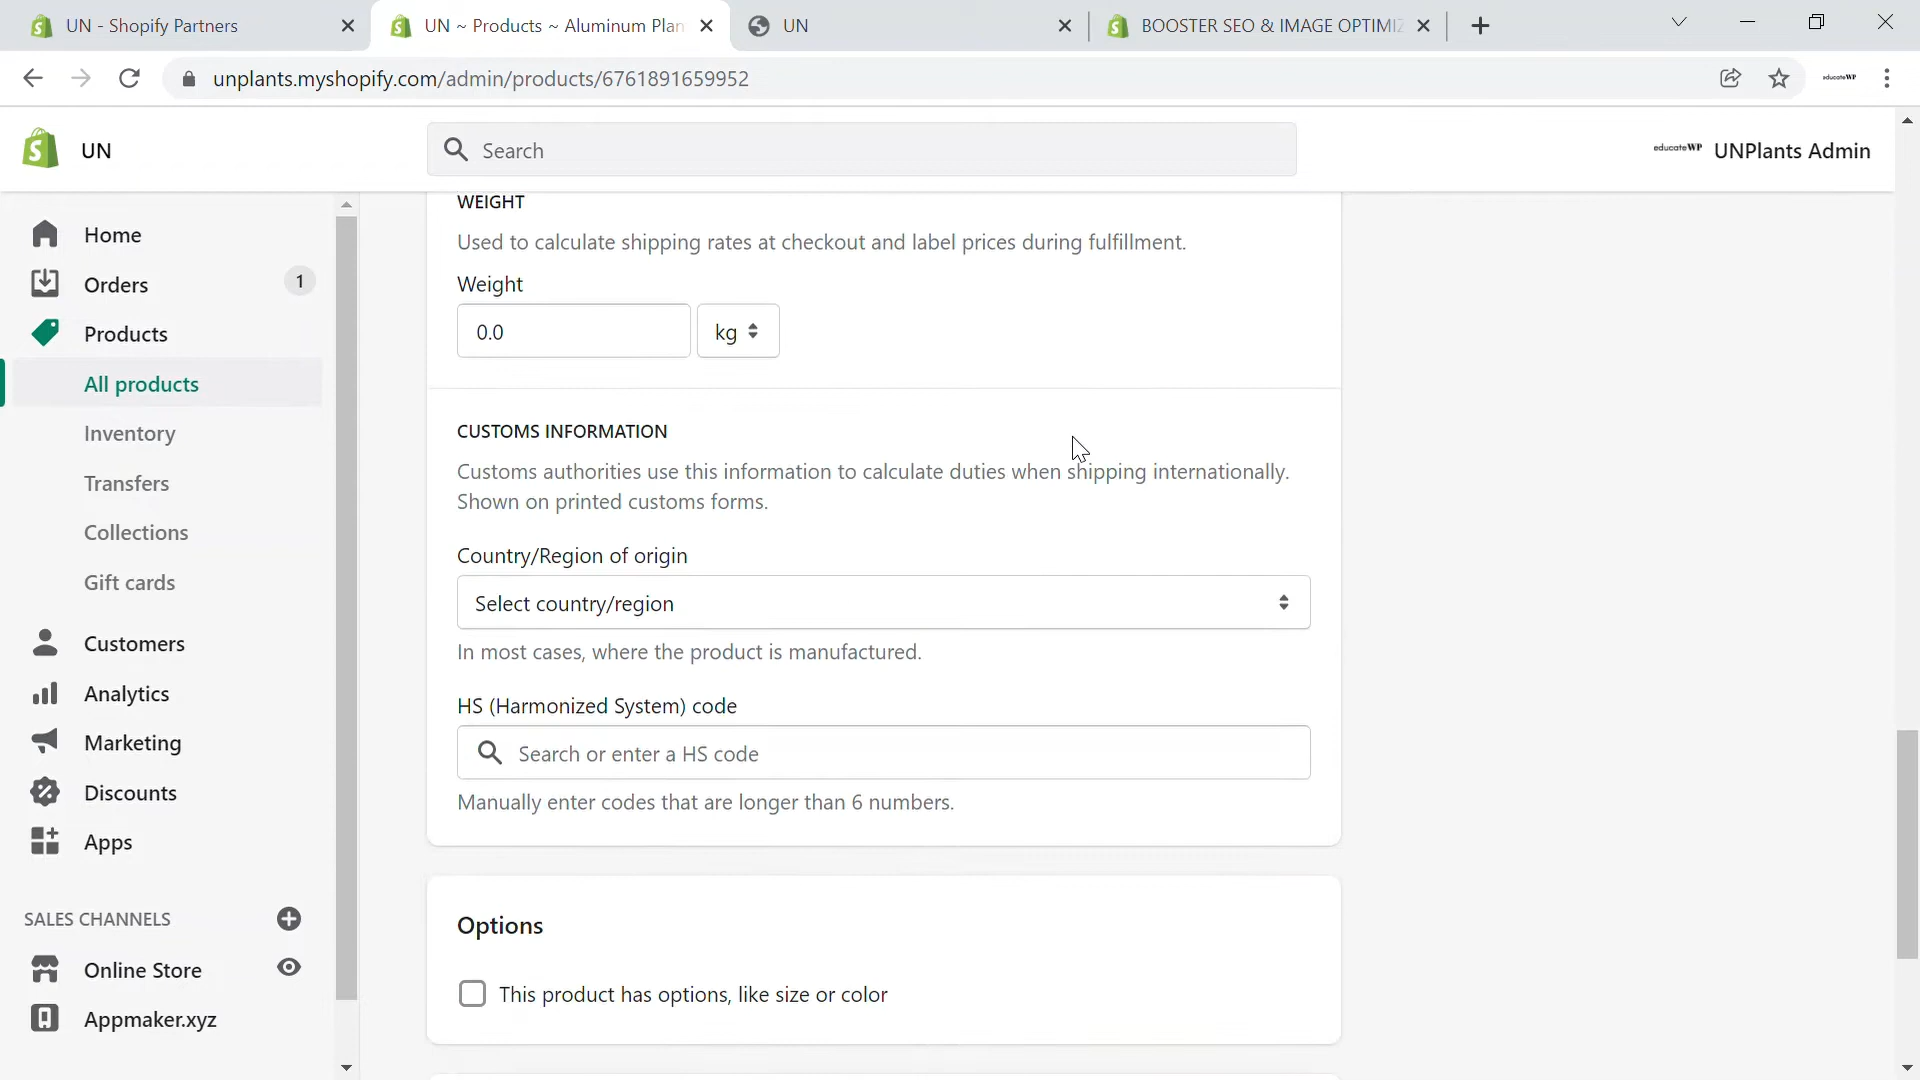 UN - Shopify Partners
UN ~ Products ~ Aluminum Plan
UN
BOOSTER SEO & IMAGE OPTIMIZ
unplants.myshopify.com/admin/products/6761891659952
educateWP
UN
Search
educateWP UNPlants Admin
Home
Orders 1
Products
All products
Inventory
Transfers
Collections
Gift cards
Customers
Analytics
Marketing
Discounts
Apps
SALES CHANNELS
Online Store
Appmaker.xyz
WEIGHT
Used to calculate shipping rates at checkout and label prices during fulfillment.
Weight
0.0 kg
CUSTOMS INFORMATION
Customs authorities use this information to calculate duties when shipping internationally.
Shown on printed customs forms.
Country/Region of origin
Select country/region
In most cases, where the product is manufactured.
HS (Harmonized System) code
Search or enter a HS code
Manually enter codes that are longer than 6 numbers.
Options
This product has options, like size or color